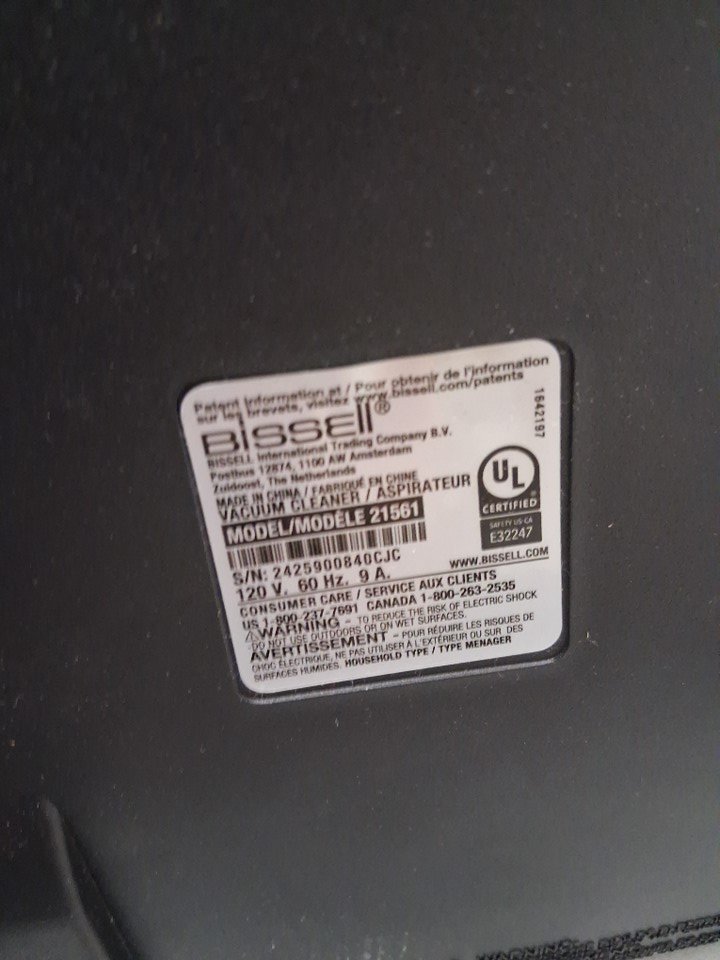 Patent information at / Pour obtenir de l'information
sur les brevets, visitez www.bissell.com/patents
BISSELL®
BISSELL International Trading Company B.V.
Postbus 12874, 1100 AW Amsterdam
Zuidoost, The Netherlands
MADE IN CHINA / FABRIQUÉ EN CHINE
VACUUM CLEANER / ASPIRATEUR
MODEL/MODÈLE 21561
S/N: 2425900840CJC
120 V. 60 Hz. 9 A.
1642197
UL
CERTIFIED
SAFETY US-CA
E32247
WWW.BISSELL.COM
CONSUMER CARE / SERVICE AUX CLIENTS
US 1-800-237-7691 CANADA 1-800-263-2535
⚠WARNING - TO REDUCE THE RISK OF ELECTRIC SHOCK
DO NOT USE OUTDOORS OR ON WET SURFACES.
AVERTISSEMENT - POUR RÉDUIRE LES RISQUES DE
CHOC ÉLECTRIQUE, NE PAS UTILISER À L'EXTÉRIEUR OU SUR DES
SURFACES HUMIDES. HOUSEHOLD TYPE / TYPE MENAGER